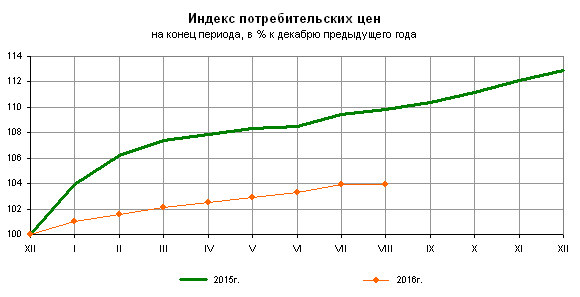 Индекс потребительских цен
на конец периода, в % к декабрю предыдущего года
114
112
110
108
106
104
102
100
XII I II III IV V VI VII VIII IX X XI XII
2015г. 2016г.